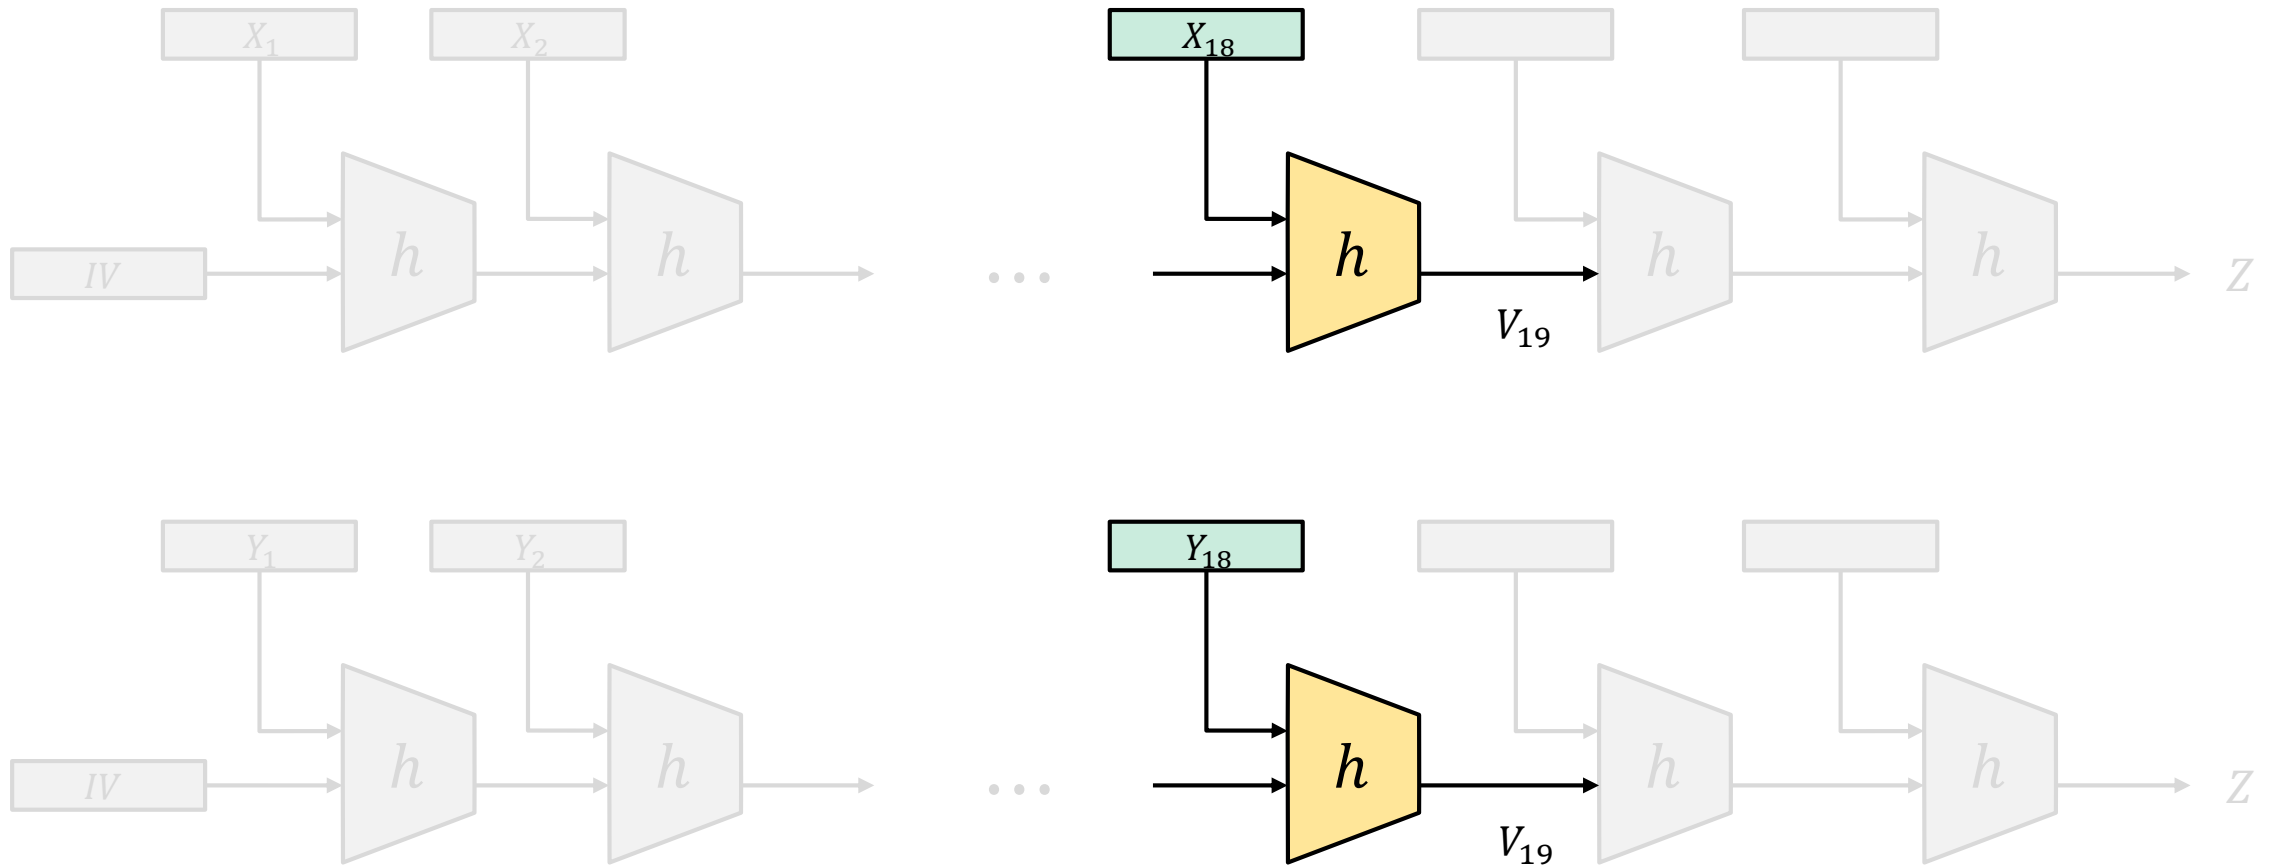 X₁ X₂ X₁₈
IV h h ... h h h Z
V₁₉
Y₁ Y₂ Y₁₈
IV h h ... h h h Z
V₁₉